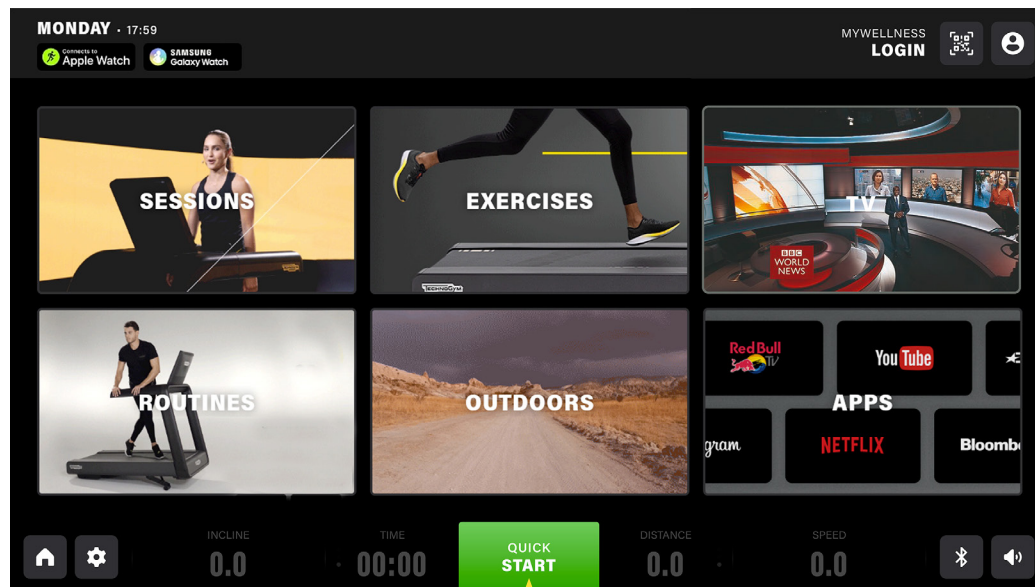 MONDAY • 17:59
Connects to
Apple Watch
SAMSUNG
Galaxy Watch
MYWELLNESS
LOGIN
SESSIONS
EXERCISES
TECHNOGYM
TV
BBC
WORLD
NEWS
ROUTINES
OUTDOORS
Red Bull
TV
YouTube
APPS
gram
NETFLIX
Bloomb
INCLINE
0.0
TIME
00:00
QUICK
START
DISTANCE
0.0
SPEED
0.0